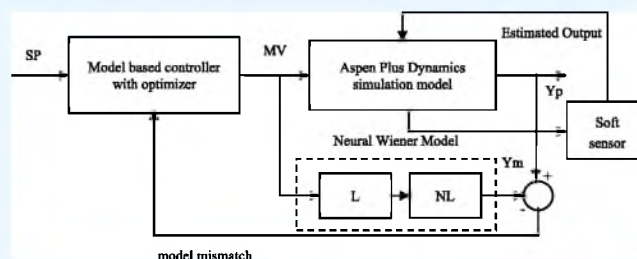 SP
Model based controller
with optimizer
MV
Aspen Plus Dynamics
simulation model
Estimated Output
Yp
Soft
sensor
Neural Wiener Model
Ym
L
NL
+
-
model mismatch